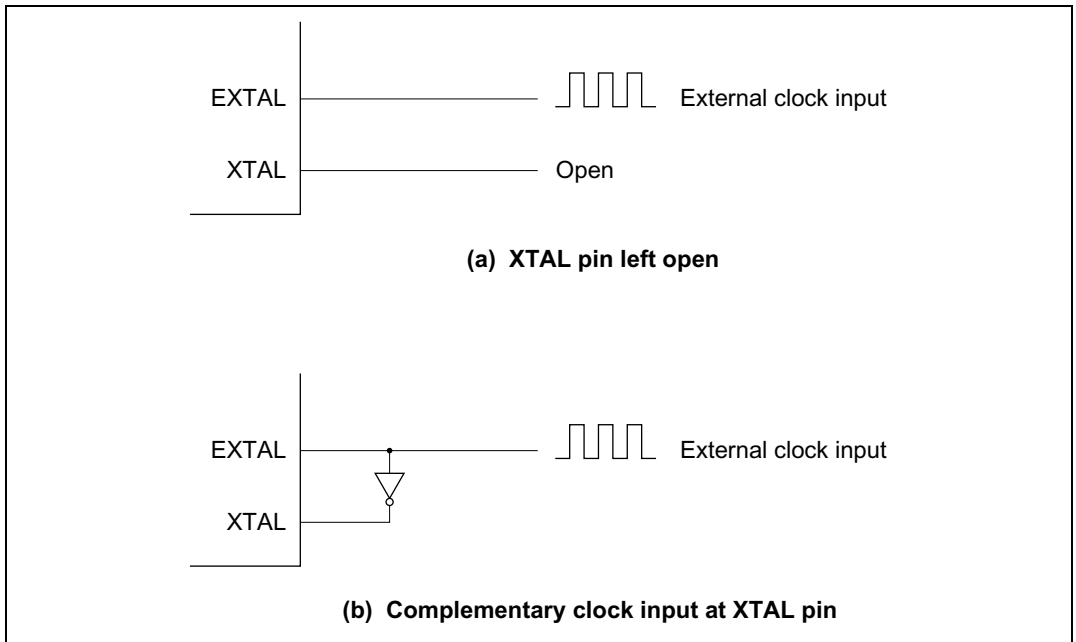 EXTAL External clock input
XTAL Open
(a) XTAL pin left open
EXTAL External clock input
XTAL
(b) Complementary clock input at XTAL pin